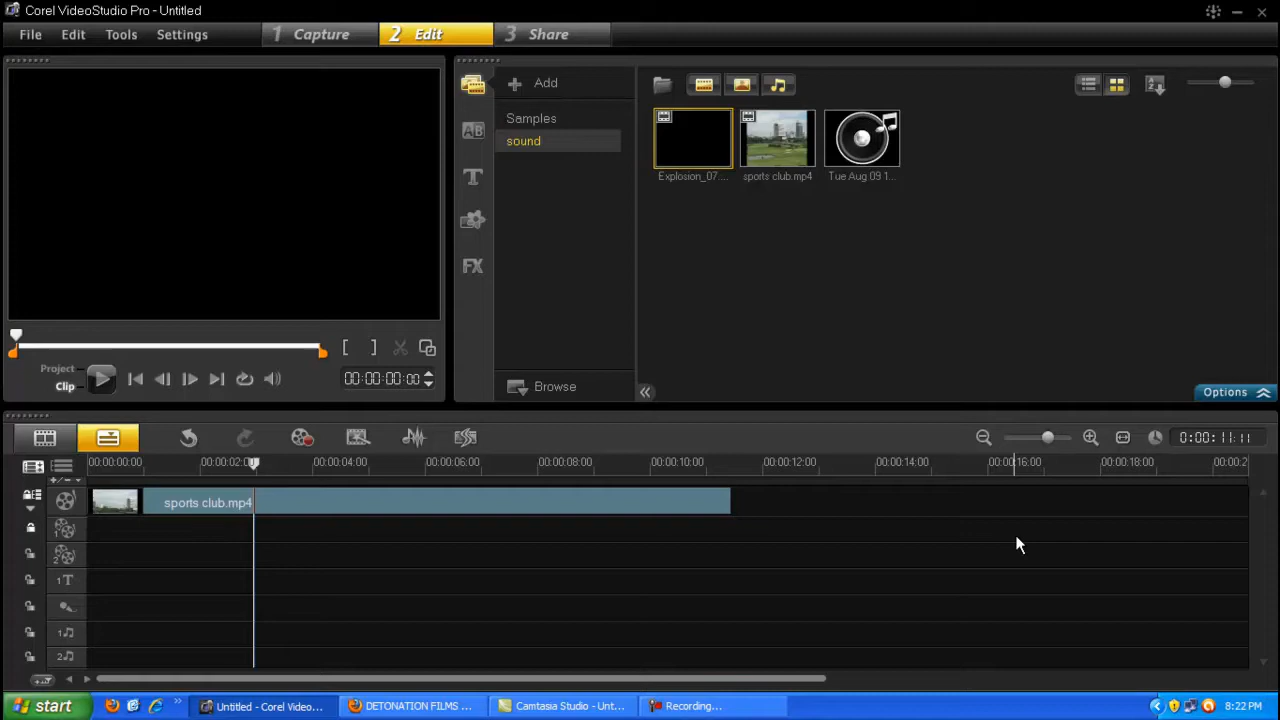 Corel VideoStudio Pro - Untitled
File Edit Tools Settings 1 Capture 2 Edit 3 Share
Add
Samples
sound
Explosion_07.... sports club.mp4 Tue Aug 09 1...
Project
Clip
00:00:00:00
Browse
Options
0:00:11:11
00:00:00:00 00:00:02: 00:00:04:00 00:00:06:00 00:00:08:00 00:00:10:00 00:00:12:00 00:00:14:00 00:00:16:00 00:00:18:00 00:00:2
sports club.mp4
1
2
1T
1
2
start Untitled - Corel Video... DETONATION FILMS ... Camtasia Studio - Unt... Recording... 8:22 PM